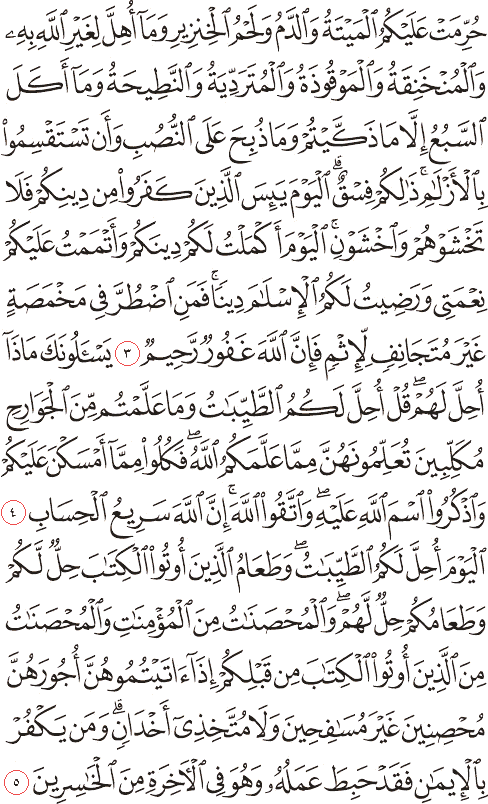 حُرِّمَتْ عَلَيْكُمُ ٱلْمَيْتَةُ وَٱلدَّمُ وَلَحْمُ ٱلْخِنزِيرِ وَمَآ أُهِلَّ لِغَيْرِ ٱللَّهِ بِهِۦ
وَٱلْمُنْخَنِقَةُ وَٱلْمَوْقُوذَةُ وَٱلْمُتَرَدِّيَةُ وَٱلنَّطِيحَةُ وَمَآ أَكَلَ
ٱلسَّبُعُ إِلَّا مَا ذَكَّيْتُمْ وَمَا ذُبِحَ عَلَى ٱلنُّصُبِ وَأَن تَسْتَقْسِمُوا۟
بِٱلْأَزْلَٰمِ ۚ ذَٰلِكُمْ فِسْقٌ ۗ ٱلْيَوْمَ يَئِسَ ٱلَّذِينَ كَفَرُوا۟ مِن دِينِكُمْ فَلَا
تَخْشَوْهُمْ وَٱخْشَوْنِ ۚ ٱلْيَوْمَ أَكْمَلْتُ لَكُمْ دِينَكُمْ وَأَتْمَمْتُ عَلَيْكُمْ
نِعْمَتِى وَرَضِيتُ لَكُمُ ٱلْإِسْلَٰمَ دِينًا ۚ فَمَنِ ٱضْطُرَّ فِى مَخْمَصَةٍ
غَيْرَ مُتَجَانِفٍ لِّإِثْمٍ فَإِنَّ ٱللَّهَ غَفُورٌ رَّحِيمٌ ٣ يَسْـَٔلُونَكَ مَاذَآ
أُحِلَّ لَهُمْ ۖ قُلْ أُحِلَّ لَكُمُ ٱلطَّيِّبَٰتُ وَمَا عَلَّمْتُم مِّنَ ٱلْجَوَارِحِ
مُكَلِّبِينَ تُعَلِّمُونَهُنَّ مِمَّا عَلَّمَكُمُ ٱللَّهُ ۖ فَكُلُوا۟ مِمَّآ أَمْسَكْنَ عَلَيْكُمْ
وَٱذْكُرُوا۟ ٱسْمَ ٱللَّهِ عَلَيْهِ ۖ وَٱتَّقُوا۟ ٱللَّهَ ۚ إِنَّ ٱللَّهَ سَرِيعُ ٱلْحِسَابِ ٤
ٱلْيَوْمَ أُحِلَّ لَكُمُ ٱلطَّيِّبَٰتُ ۖ وَطَعَامُ ٱلَّذِينَ أُوتُوا۟ ٱلْكِتَٰبَ حِلٌّ لَّكُمْ
وَطَعَامُكُمْ حِلٌّ لَّهُمْ ۖ وَٱلْمُحْصَنَٰتُ مِنَ ٱلْمُؤْمِنَٰتِ وَٱلْمُحْصَنَٰتُ
مِنَ ٱلَّذِينَ أُوتُوا۟ ٱلْكِتَٰبَ مِن قَبْلِكُمْ إِذَآ ءَاتَيْتُمُوهُنَّ أُجُورَهُنَّ
مُحْصِنِينَ غَيْرَ مُسَٰفِحِينَ وَلَا مُتَّخِذِىٓ أَخْدَانٍ ۗ وَمَن يَكْفُرْ
بِٱلْإِيمَٰنِ فَقَدْ حَبِطَ عَمَلُهُۥ وَهُوَ فِى ٱلْـَٔاخِرَةِ مِنَ ٱلْخَٰسِرِينَ ٥